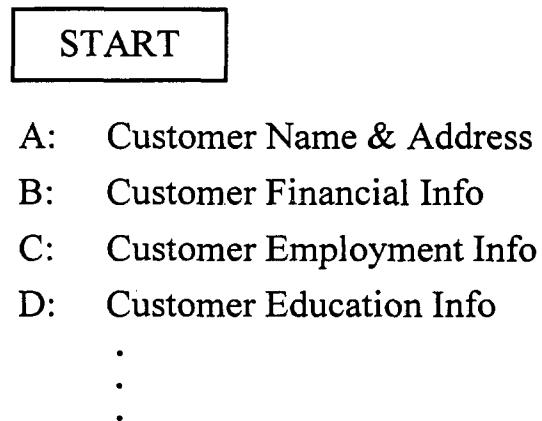 START
A: Customer Name & Address
B: Customer Financial Info
C: Customer Employment Info
D: Customer Education Info
.
.
.